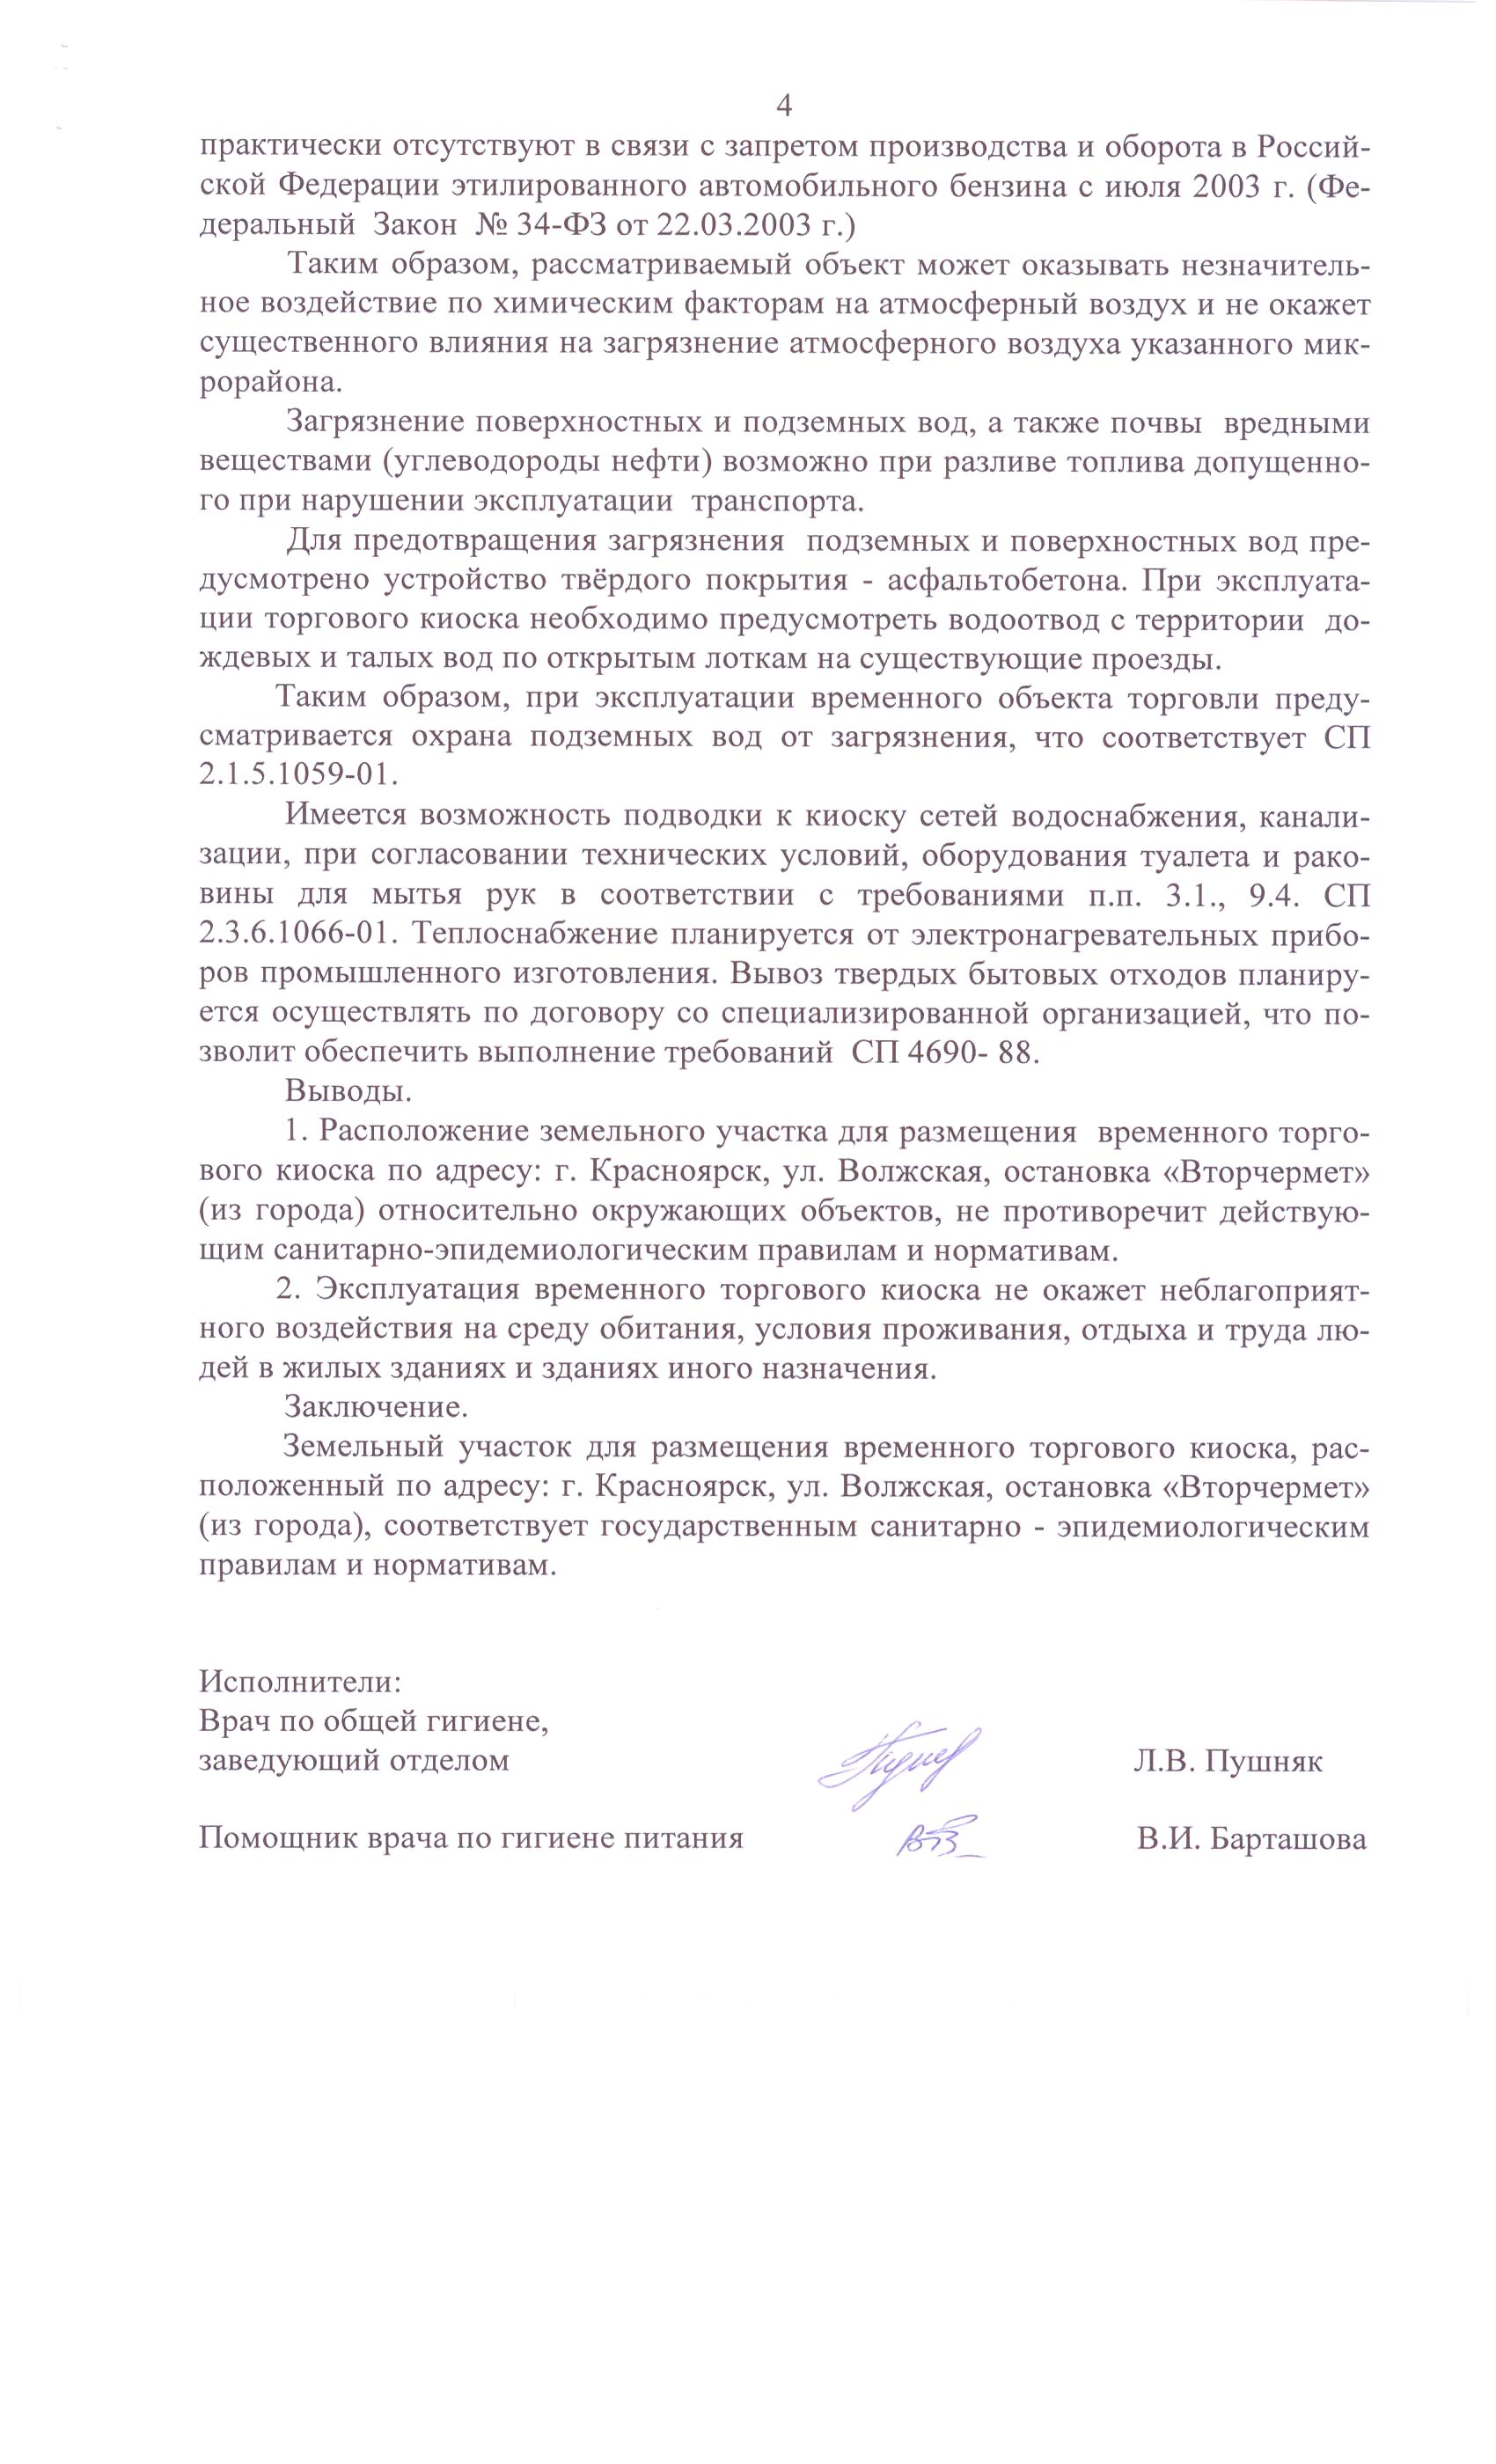 4
практически отсутствуют в связи с запретом производства и оборота в Россий-
ской Федерации этилированного автомобильного бензина с июля 2003 г. (Фе-
деральный Закон № 34-ФЗ от 22.03.2003 г.)
Таким образом, рассматриваемый объект может оказывать незначитель-
ное воздействие по химическим факторам на атмосферный воздух и не окажет
существенного влияния на загрязнение атмосферного воздуха указанного мик-
рорайона.
Загрязнение поверхностных и подземных вод, а также почвы вредными
веществами (углеводороды нефти) возможно при разливе топлива допущенно-
го при нарушении эксплуатации транспорта.
Для предотвращения загрязнения подземных и поверхностных вод пре-
дусмотрено устройство твёрдого покрытия - асфальтобетона. При эксплуата-
ции торгового киоска необходимо предусмотреть водоотвод с территории до-
ждевых и талых вод по открытым лоткам на существующие проезды.
Таким образом, при эксплуатации временного объекта торговли преду-
сматривается охрана подземных вод от загрязнения, что соответствует СП
2.1.5.1059-01.
Имеется возможность подводки к киоску сетей водоснабжения, канали-
зации, при согласовании технических условий, оборудования туалета и рако-
вины для мытья рук в соответствии с требованиями п.п. 3.1., 9.4. СП
2.3.6.1066-01. Теплоснабжение планируется от электронагревательных прибо-
ров промышленного изготовления. Вывоз твердых бытовых отходов планиру-
ется осуществлять по договору со специализированной организацией, что по-
зволит обеспечить выполнение требований СП 4690- 88.
Выводы.
1. Расположение земельного участка для размещения временного торго-
вого киоска по адресу: г. Красноярск, ул. Волжская, остановка «Вторчермет»
(из города) относительно окружающих объектов, не противоречит действую-
щим санитарно-эпидемиологическим правилам и нормативам.
2. Эксплуатация временного торгового киоска не окажет неблагоприят-
ного воздействия на среду обитания, условия проживания, отдыха и труда лю-
дей в жилых зданиях и зданиях иного назначения.
Заключение.
Земельный участок для размещения временного торгового киоска, рас-
положенный по адресу: г. Красноярск, ул. Волжская, остановка «Вторчермет»
(из города), соответствует государственным санитарно - эпидемиологическим
правилам и нормативам.
Исполнители:
Врач по общей гигиене,
заведующий отделом Л.В. Пушняк
Помощник врача по гигиене питания В.И. Барташова